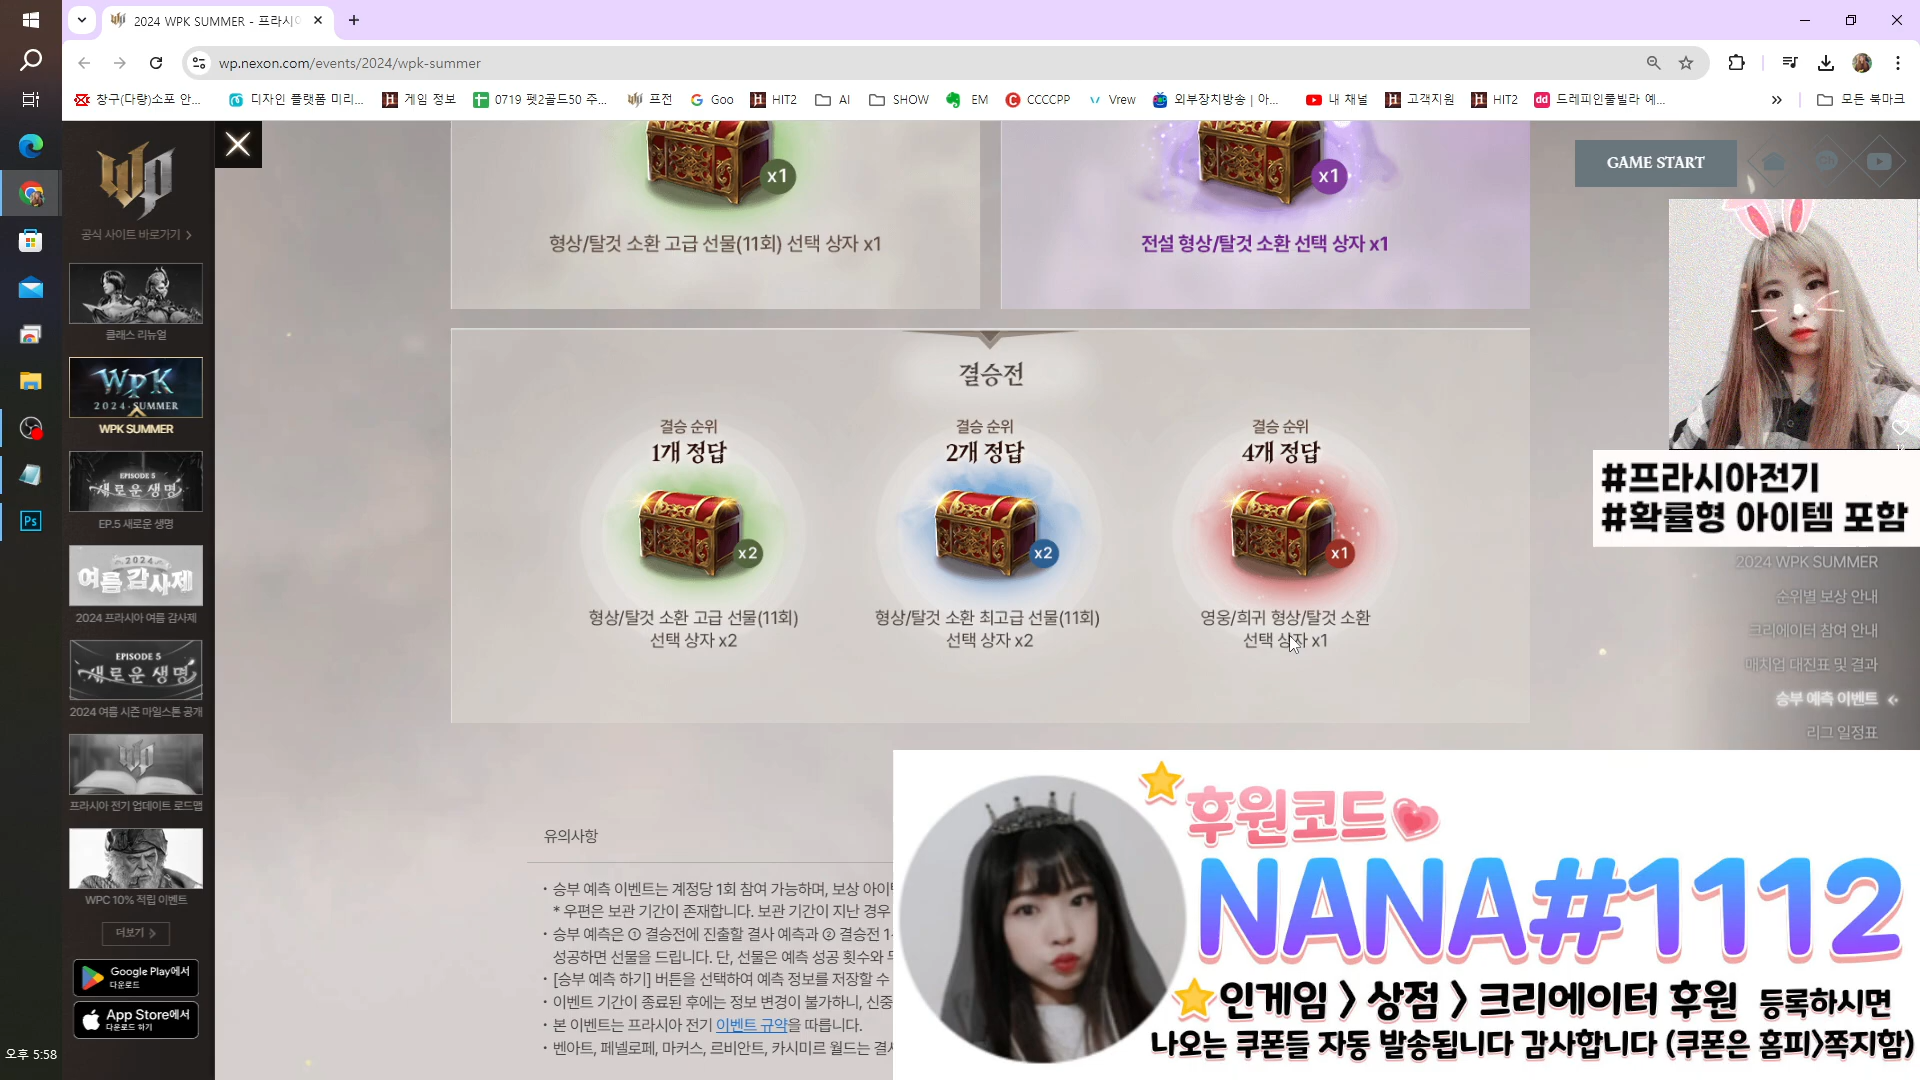 2024 WPK SUMMER - 프라시
wp.nexon.com/events/2024/wpk-summer
창구(다량)소포 안...
디자인 플랫폼 미리...
게임 정보
0719 펫2골드50 주...
프전
Goo
HIT2
AI
SHOW
EM
CCCCPP
Vrew
외부장치방송 | 아...
내 채널
고객지원
HIT2
드레피인풀빌라 예...
모든 북마크
공식 사이트 바로가기
클래스 리뉴얼
WPK
2024·SUMMER
WPK SUMMER
EPISODE 5
새로운 생명
EP.5 새로운 생명
2024
여름 감사제
2024 프라시아 여름 감사제
EPISODE 5
새로운 생명
2024 여름 시즌 마일스톤 공개
프라시아 전기 업데이트 로드맵
WPC 10% 적립 이벤트
더보기
Google Play에서
다운로드
App Store에서
다운로드 하기
오후 5:58
GAME START
x1
형상/탈것 소환 고급 선물(11회) 선택 상자 x1
x1
전설 형상/탈것 소환 선택 상자 x1
결승전
결승 순위
1개 정답
x2
형상/탈것 소환 고급 선물(11회)
선택 상자 x2
결승 순위
2개 정답
x2
형상/탈것 소환 최고급 선물(11회)
선택 상자 x2
결승 순위
4개 정답
x1
영웅/희귀 형상/탈것 소환
선택 상자 x1
#프라시아전기
#확률형 아이템 포함
2024 WPK SUMMER
순위별 보상 안내
크리에이터 참여 안내
매치업 대진표 및 결과
승부 예측 이벤트
리그 일정표
유의사항
• 승부 예측 이벤트는 계정당 1회 참여 가능하며, 보상 아이
* 우편은 보관 기간이 존재합니다. 보관 기간이 지난 경우
• 승부 예측은 ① 결승전에 진출할 결사 예측과 ② 결승전 1
성공하면 선물을 드립니다. 단, 선물은 예측 성공 횟수와
• [승부 예측 하기] 버튼을 선택하여 예측 정보를 저장할 수
• 이벤트 기간이 종료된 후에는 정보 변경이 불가하니, 신중
• 본 이벤트는 프라시아 전기 이벤트 규약을 따릅니다.
• 벤아트, 페넬로페, 마커스, 르비안트, 카시미르 월드는 결
후원코드
NANA#1112
인게임 > 상점 > 크리에이터 후원 등록하시면
나오는 쿠폰들 자동 발송됩니다 감사합니다 (쿠폰은 홈피>쪽지함)